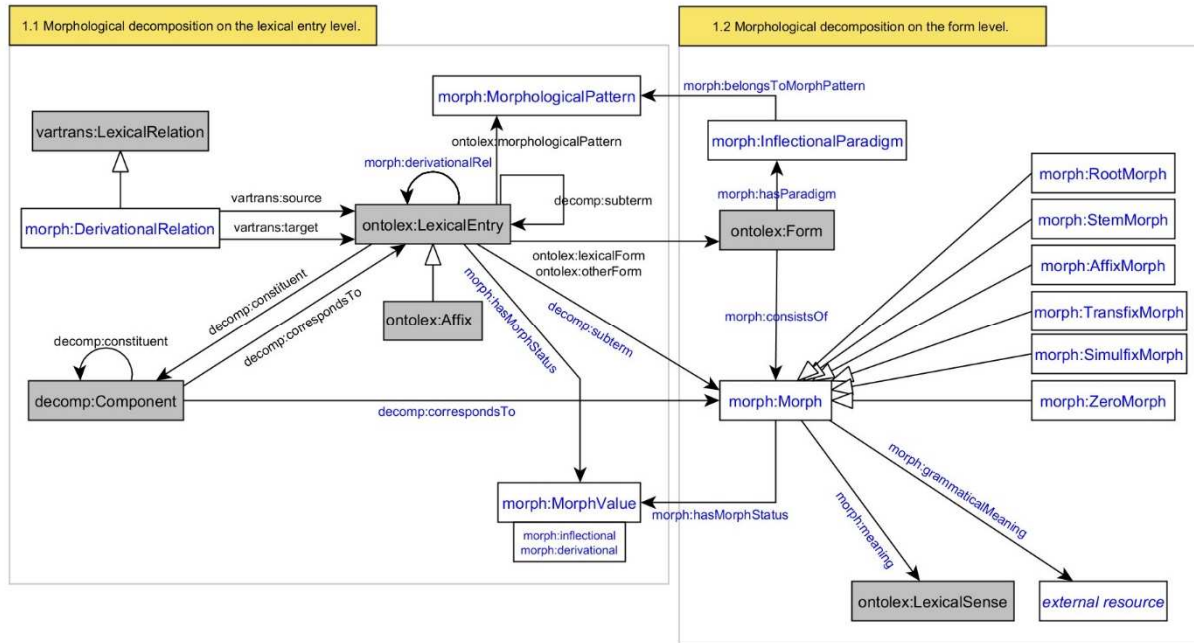 1.1 Morphological decomposition on the lexical entry level.
1.2 Morphological decomposition on the form level.
morph:MorphologicalPattern
morph:belongsToMorphPattern
vartrans:LexicalRelation
ontolex:morphologicalPattern
morph:InflectionalParadigm
morph:derivationalRel
morph:RootMorph
morph:hasParadigm
vartrans:source
decomp:subterm
morph:StemMorph
morph:DerivationalRelation
ontolex:LexicalEntry
ontolex:Form
vartrans:target
ontolex:lexicalForm
ontolex:otherForm
morph:AffixMorph
decomp:constituent
decomp:correspondsTo
morph:hasMorphStatus
decomp:subterm
ontolex:Affix
morph:consistsOf
morph:TransfixMorph
decomp:constituent
morph:SimulfixMorph
decomp:Component
decomp:correspondsTo
morph:Morph
morph:ZeroMorph
morph:MorphValue
morph:hasMorphStatus
morph:inflectional
morph:derivational
morph:meaning
morph:grammaticalMeaning
ontolex:LexicalSense
external resource